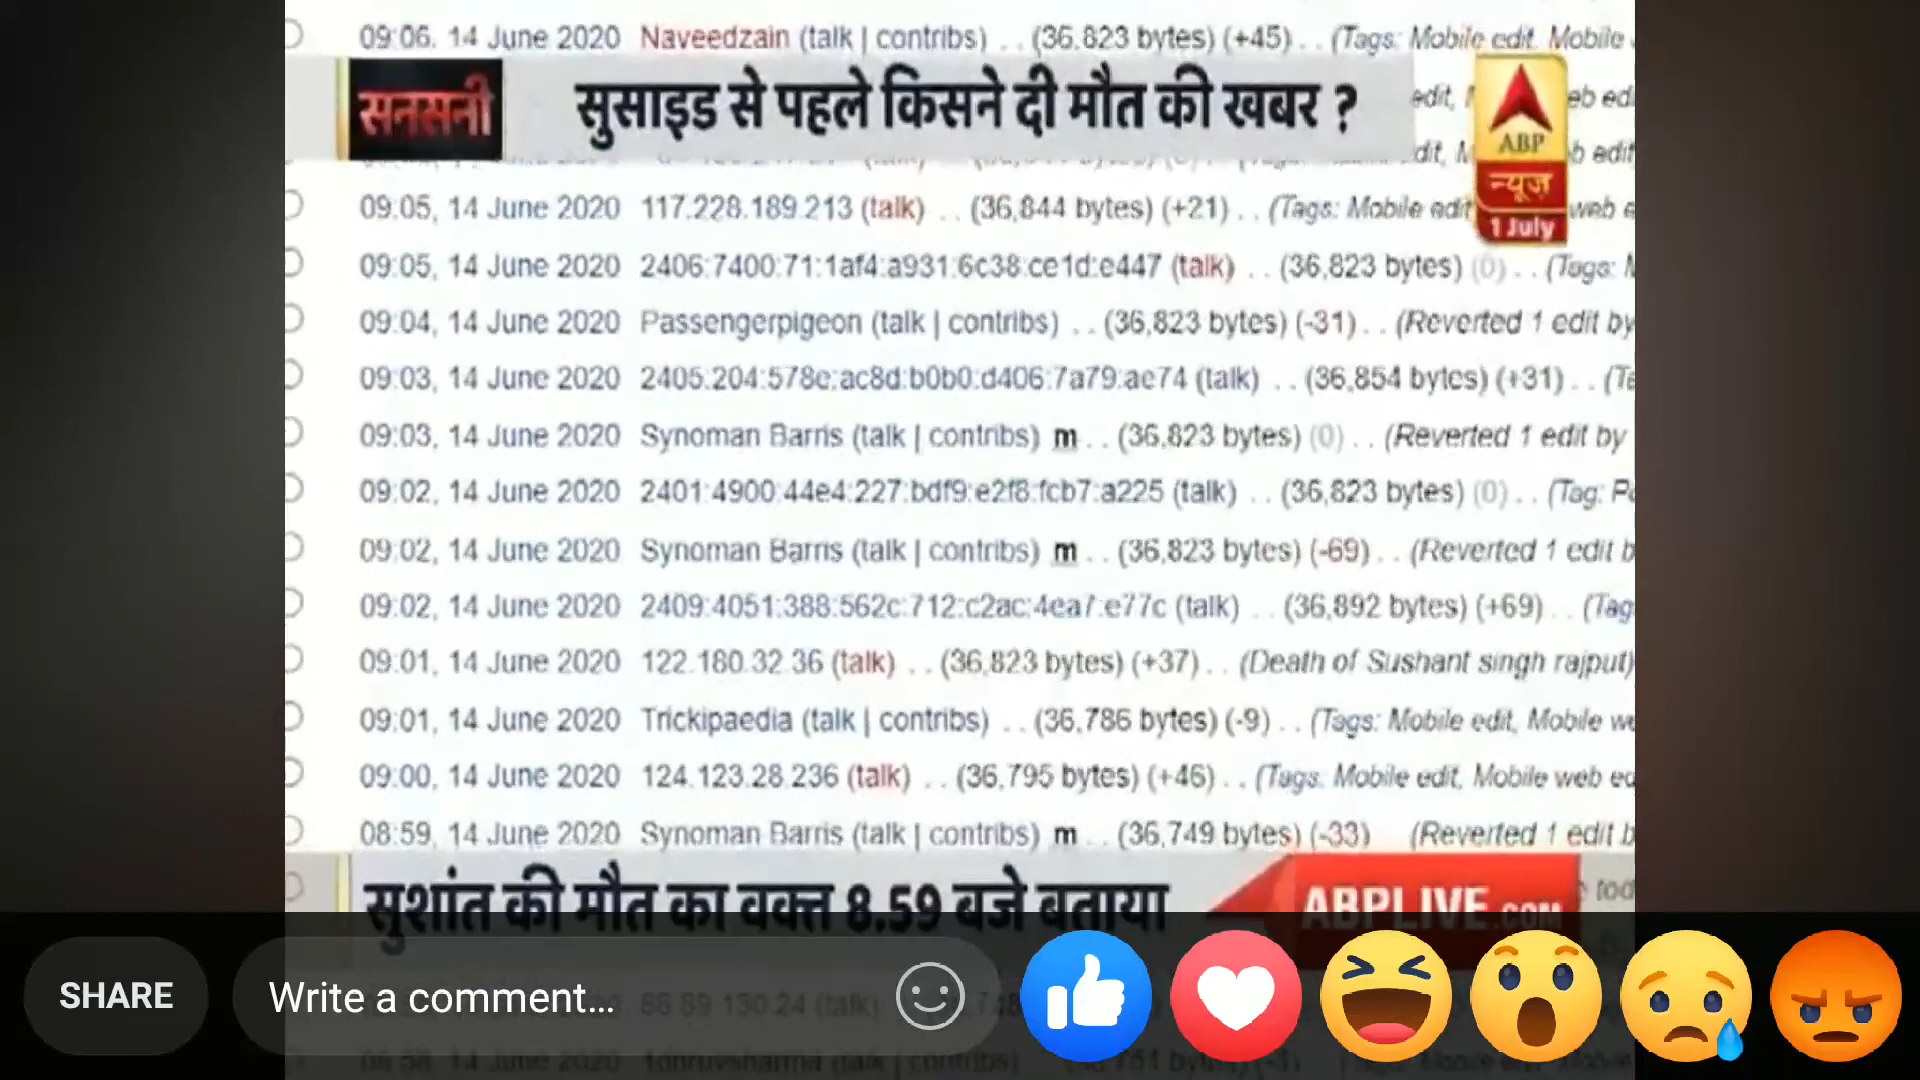 09:06, 14 June 2020 Naveedzain (talk | contribs) . . (36,823 bytes) (+45) . . (Tags: Mobile edit, Mobile
सनसनी
सुसाइड से पहले किसने दी मौत की खबर ?
edit,
ABP
न्यूज़
1 July
09:05, 14 June 2020 117.228.189.213 (talk) . . (36,844 bytes) (+21) . . (Tags: Mobile edit web e
09:05, 14 June 2020 2406:7400:71:1af4:a931:6c38:ce1d:e447 (talk) . . (36,823 bytes) (0) . . (Tags: M
09:04, 14 June 2020 Passengerpigeon (talk | contribs) . . (36,823 bytes) (-31) . . (Reverted 1 edit by
09:03, 14 June 2020 2405:204:578e:ac8d:b0b0:d406:7a79:ae74 (talk) . . (36,854 bytes) (+31) . . (Ta
09:03, 14 June 2020 Synoman Barris (talk | contribs) m . . (36,823 bytes) (0) . . (Reverted 1 edit by
09:02, 14 June 2020 2401:4900:44e4:227:bdf9:e2f8:fcb7:a225 (talk) . . (36,823 bytes) (0) . . (Tag:
09:02, 14 June 2020 Synoman Barris (talk | contribs) m . . (36,823 bytes) (-69) . . (Reverted 1 edit b
09:02, 14 June 2020 2409:4051:388:562c:712:c2ac:4ea7:e77c (talk) . . (36,892 bytes) (+69) . . (Tag
09:01, 14 June 2020 122.180.32.36 (talk) . . (36,823 bytes) (+37) . . (Death of Sushant singh rajput)
09:01, 14 June 2020 Trickipaedia (talk | contribs) . . (36,786 bytes) (-9) . . (Tags: Mobile edit, Mobile we
09:00, 14 June 2020 124.123.28.236 (talk) . . (36,795 bytes) (+46) . . (Tags: Mobile edit, Mobile web ed
08:59, 14 June 2020 Synoman Barris (talk | contribs) m . . (36,749 bytes) (-33) (Reverted 1 edit b
सुशांत की मौत का वक्त 8.59 बजे बताया
ABPLIVE.COM
SHARE
Write a comment...
14 June 2020 1dhruvsharma (talk | contribs)